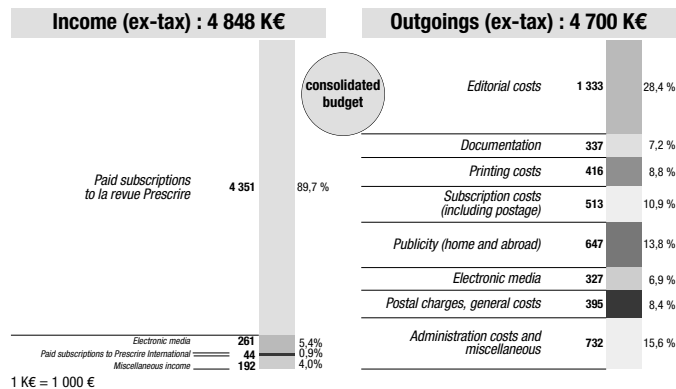 Income (ex-tax) : 4 848 K€
Paid subscriptions
to la revue Prescrire
4 351
89,7 %
Electronic media
261
5,4%
Paid subscriptions to Prescrire International
44
0,9%
Miscellaneous income
192
4,0%
1 K€ = 1 000 €
consolidated
budget
Outgoings (ex-tax) : 4 700 K€
Editorial costs
1 333
28,4 %
Documentation
337
7,2 %
Printing costs
416
8,8 %
Subscription costs
(including postage)
513
10,9 %
Publicity (home and abroad)
647
13,8 %
Electronic media
327
6,9 %
Postal charges, general costs
395
8,4 %
Administration costs and
miscellaneous
732
15,6 %